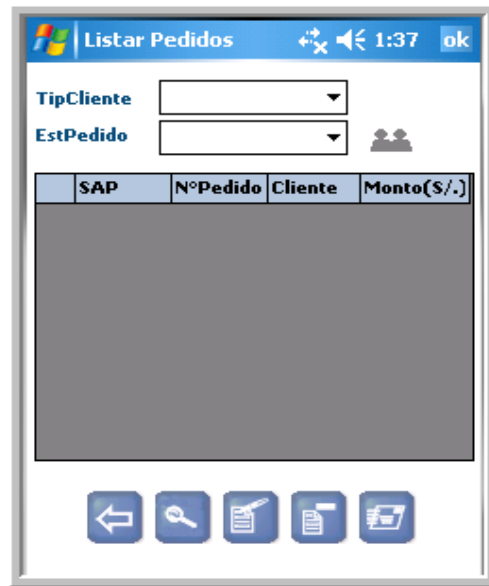 Listar Pedidos 1:37 ok
TipCliente
EstPedido
SAP N°Pedido Cliente Monto(S/.)